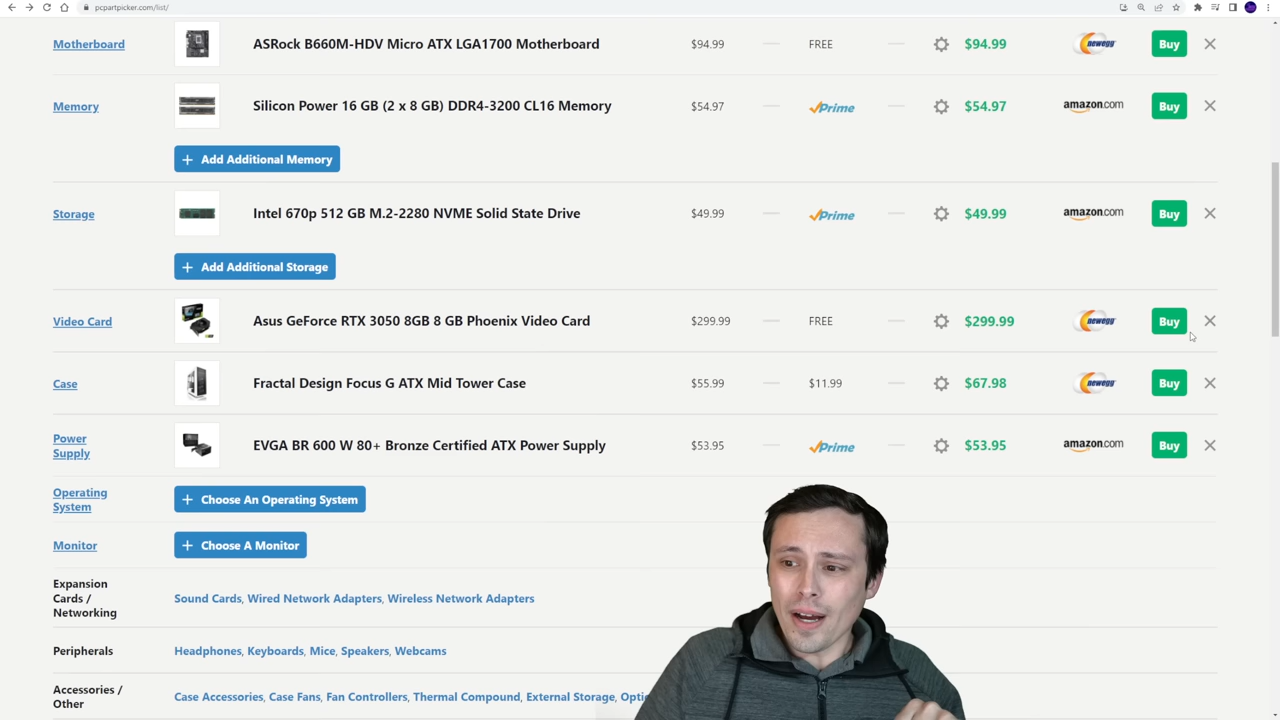 pcpartpicker.com/list/
Motherboard ASRock B660M-HDV Micro ATX LGA1700 Motherboard $94.99 FREE $94.99 newegg Buy
Memory Silicon Power 16 GB (2 x 8 GB) DDR4-3200 CL16 Memory $54.97 Prime $54.97 amazon.com Buy
+ Add Additional Memory
Storage Intel 670p 512 GB M.2-2280 NVME Solid State Drive $49.99 Prime $49.99 amazon.com Buy
+ Add Additional Storage
Video Card Asus GeForce RTX 3050 8GB 8 GB Phoenix Video Card $299.99 FREE $299.99 newegg Buy
Case Fractal Design Focus G ATX Mid Tower Case $55.99 $11.99 $67.98 newegg Buy
Power
Supply EVGA BR 600 W 80+ Bronze Certified ATX Power Supply $53.95 Prime $53.95 amazon.com Buy
Operating
System + Choose An Operating System
Monitor + Choose A Monitor
Expansion
Cards /
Networking Sound Cards, Wired Network Adapters, Wireless Network Adapters
Peripherals Headphones, Keyboards, Mice, Speakers, Webcams
Accessories /
Other Case Accessories, Case Fans, Fan Controllers, Thermal Compound, External Storage, Optic